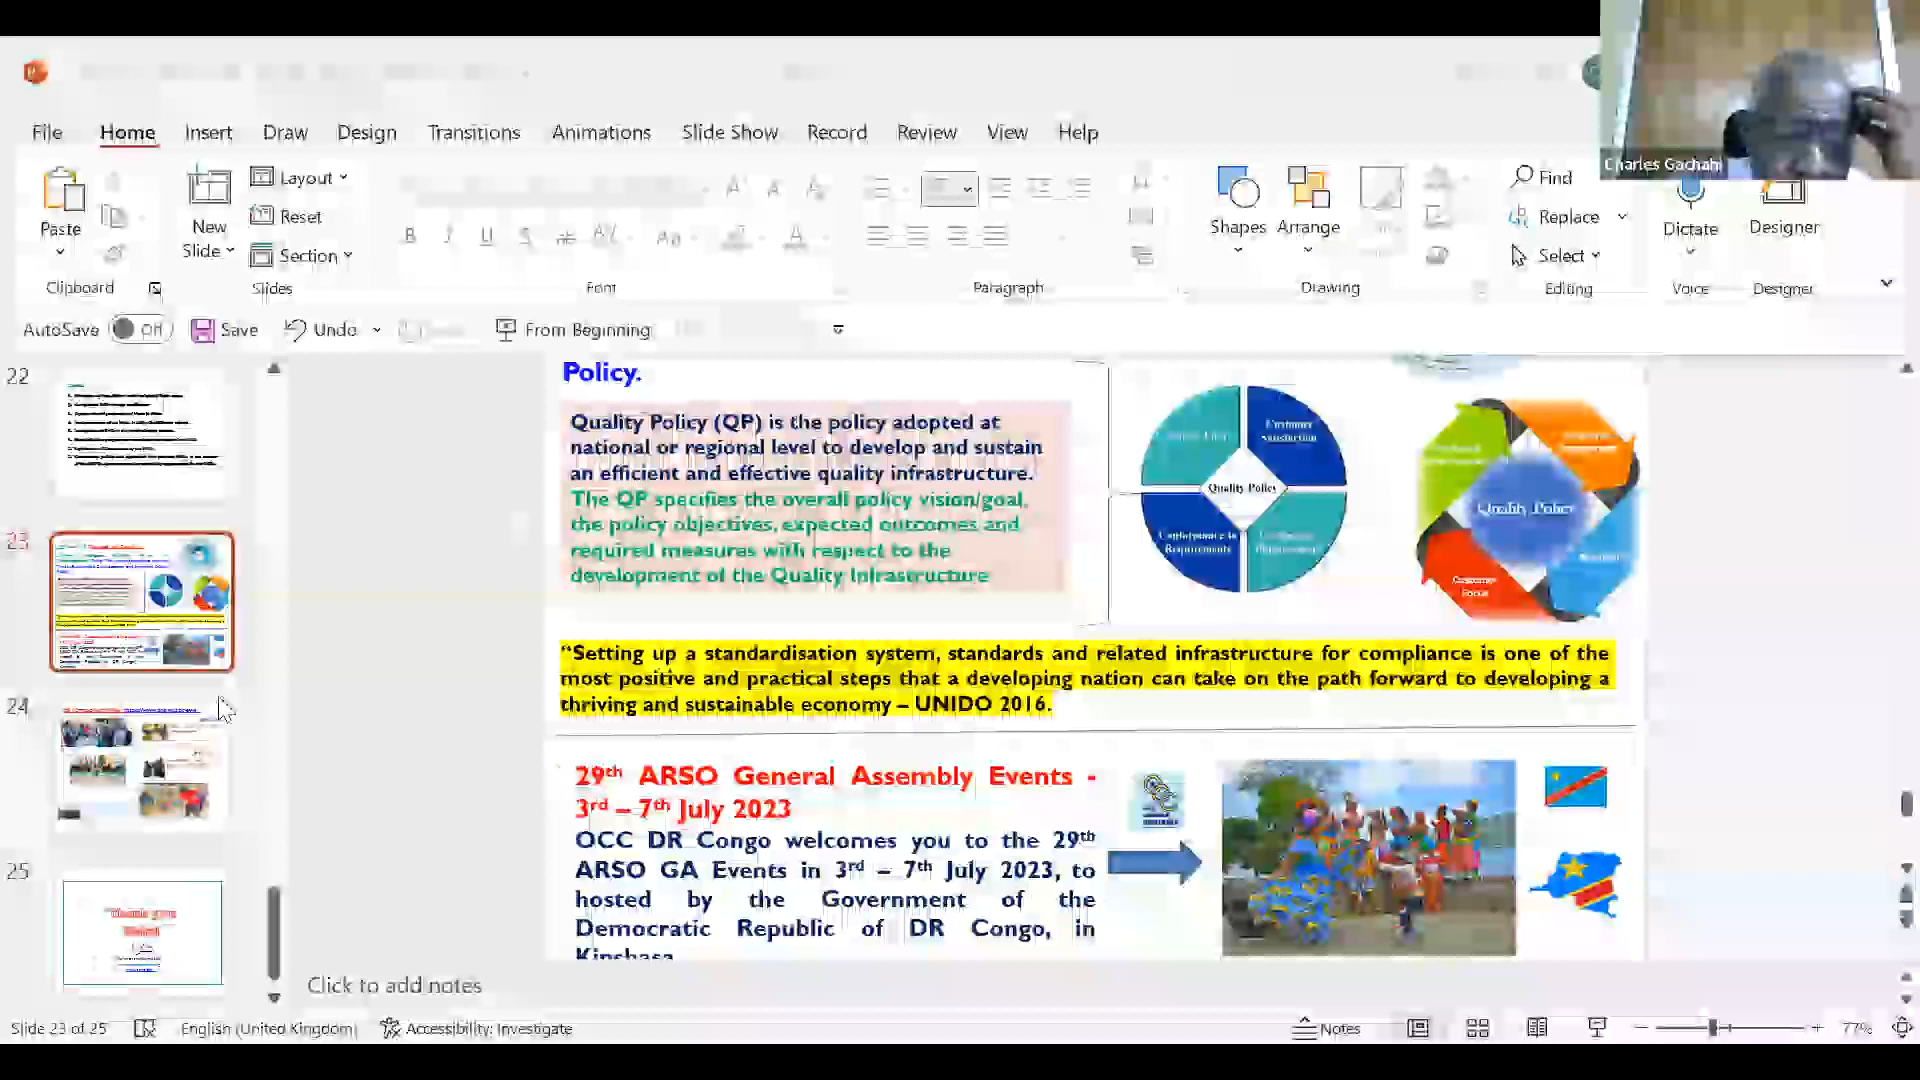 Charles Gachahi
File Home Insert Draw Design Transitions Animations Slide Show Record Review View Help
Paste
New
Slide
Layout
Reset
Section
Shapes
Arrange
Find
Replace
Select
Dictate
Designer
Clipboard Slides Font Paragraph Drawing Editing Voice Designer
AutoSave Off Save Undo From Beginning
22
23
24
25
Policy.
Quality Policy (QP) is the policy adopted at
national or regional level to develop and sustain
an efficient and effective quality infrastructure.
The QP specifies the overall policy vision/goal,
the policy objectives, expected outcomes and
required measures with respect to the
development of the Quality Infrastructure
Customer
Satisfaction
Quality Policy
Conformance to
Requirements
Quality Policy
Customer
Focus
“Setting up a standardisation system, standards and related infrastructure for compliance is one of the
most positive and practical steps that a developing nation can take on the path forward to developing a
thriving and sustainable economy – UNIDO 2016.
29th ARSO General Assembly Events -
3rd – 7th July 2023
OCC DR Congo welcomes you to the 29th
ARSO GA Events in 3rd – 7th July 2023, to
hosted by the Government of the
Democratic Republic of DR Congo, in
Kinshasa
Click to add notes
Slide 23 of 25 English (United Kingdom) Accessibility: Investigate Notes 77%